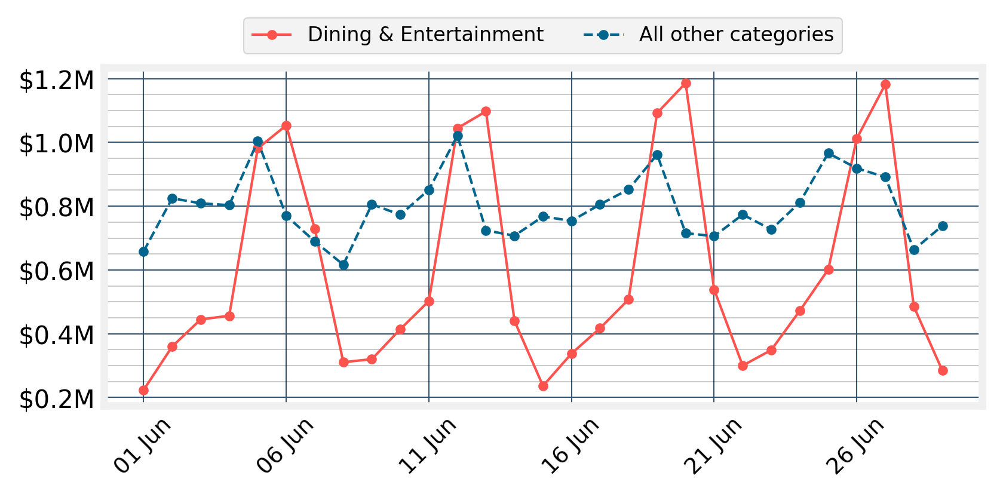 Dining & Entertainment All other categories
$1.2M
$1.0M
$0.8M
$0.6M
$0.4M
$0.2M
01 Jun 06 Jun 11 Jun 16 Jun 21 Jun 26 Jun